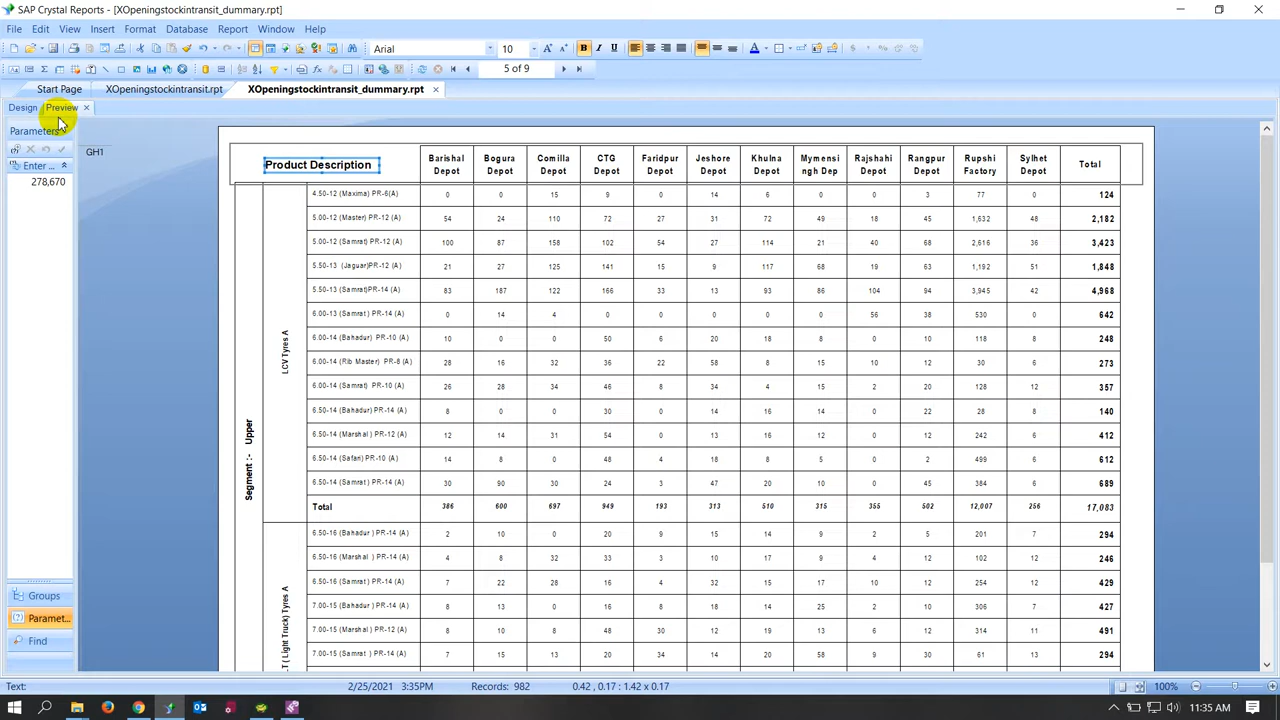 SAP Crystal Reports - [XOpeningstockintransit_dummary.rpt]
File Edit View Insert Format Database Report Window Help
Arial 10
5 of 9
Start Page XOpeningstockintransit.rpt XOpeningstockintransit_dummary.rpt
Design Preview
Parameters
GH1
Enter ...
278,670
Product Description Barishal Depot Bogura Depot Comilla Depot CTG Depot Faridpur Depot Jeshore Depot Khulna Depot Mymensi ngh Dep Rajshahi Depot Rangpur Depot Rupshi Factory Sylhet Depot Total
Segment :- Upper
LCV Tyres A
4.50-12 (Maxima) PR-6(A) 0 0 15 9 0 14 6 0 0 3 77 0 124
5.00-12 (Master) PR-12 (A) 54 24 110 72 27 31 72 49 18 45 1,632 48 2,182
5.00-12 (Samrat) PR-12 (A) 100 87 158 102 54 27 114 21 40 68 2,616 36 3,423
5.50-13 (Jaguar)PR-12 (A) 21 27 125 141 15 9 117 68 19 63 1,192 51 1,848
5.50-13 (Samrat)PR-14 (A) 83 187 122 166 33 13 93 86 104 94 3,945 42 4,968
6.00-13 (Samrat ) PR-14 (A) 0 14 4 0 0 0 0 0 56 38 530 0 642
6.00-14 (Bahadur) PR-10 (A) 10 0 0 50 6 20 18 8 0 10 118 8 248
6.00-14 (Rib Master) PR-8 (A) 28 16 32 36 22 58 8 15 10 12 30 6 273
6.00-14 (Samrat) PR-10 (A) 26 28 34 46 8 34 4 15 2 20 128 12 357
6.50-14 (Bahadur) PR-14 (A) 8 0 0 30 0 14 16 14 0 22 28 8 140
6.50-14 (Marshal ) PR-12 (A) 12 14 31 54 0 13 16 12 0 12 242 6 412
6.50-14 (Safari) PR-10 (A) 14 8 0 48 4 18 8 5 0 2 499 6 612
6.50-14 (Samrat ) PR-14 (A) 30 90 30 24 3 47 20 10 0 45 384 6 689
Total 386 600 697 949 193 313 510 315 355 502 12,007 256 17,083
LT ( Light Truck) Tyres A
6.50-16 (Bahadur ) PR-14 (A) 2 10 0 20 9 15 14 9 2 5 201 7 294
6.50-16 (Marshal ) PR-14 (A) 4 8 32 33 3 10 17 9 4 12 102 12 246
6.50-16 (Samrat ) PR-14 (A) 7 22 28 16 4 32 15 17 10 12 254 12 429
7.00-15 (Bahadur ) PR-14 (A) 8 13 0 16 8 18 14 25 2 10 306 7 427
7.00-15 (Marshal ) PR-12 (A) 8 10 8 48 30 12 19 13 6 12 314 11 491
7.00-15 (Samrat ) PR-14 (A) 7 15 13 20 34 14 20 58 9 30 61 13 294
Groups
Paramet...
Find
Text: 2/25/2021 3:35PM Records: 982 0.42 , 0.17 : 1.42 x 0.17 100%
11:35 AM